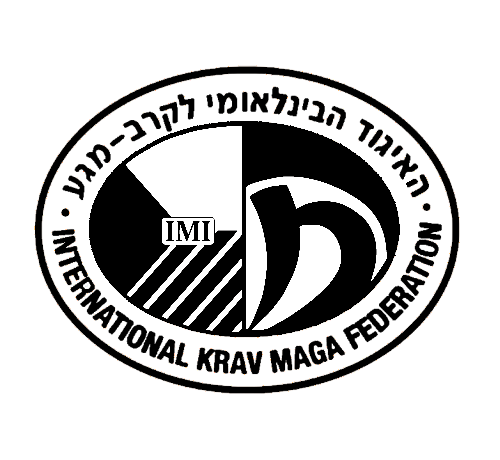 האיגוד הבינלאומי לקרב-מגע
IMI
מ
INTERNATIONAL KRAV MAGA FEDERATION